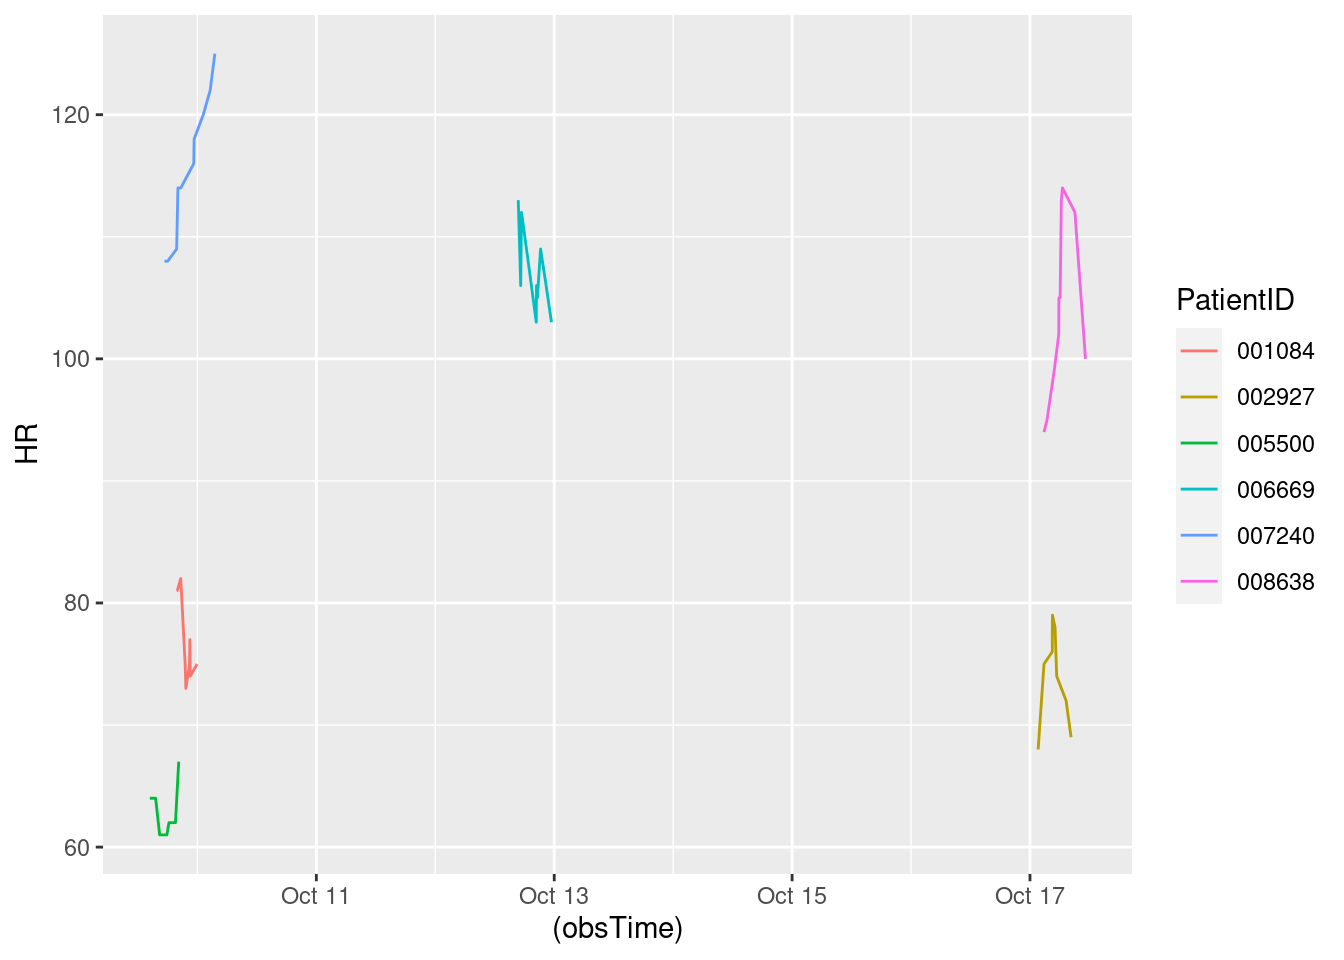 120
100
80
60
HR
Oct 11
Oct 13
Oct 15
Oct 17
(obsTime)
PatientID
001084
002927
005500
006669
007240
008638